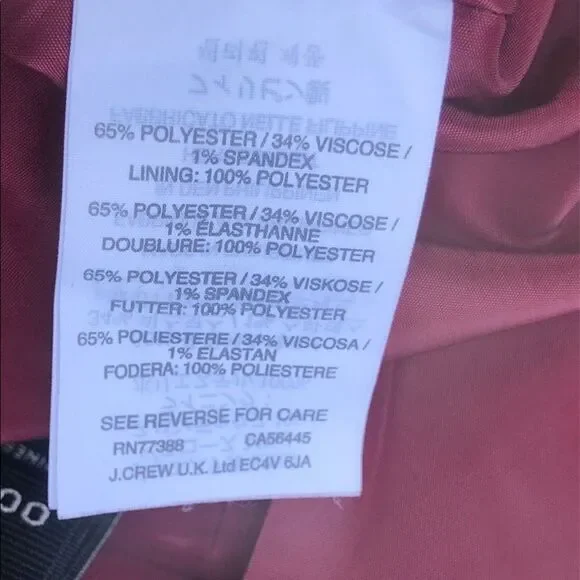 65% POLYESTER / 34% VISCOSE /
1% SPANDEX
LINING: 100% POLYESTER
65% POLYESTER / 34% VISCOSE /
1% ÉLASTHANNE
DOUBLURE: 100% POLYESTER
65% POLYESTER / 34% VISKOSE /
1% SPANDEX
FUTTER: 100% POLYESTER
65% POLIESTERE / 34% VISCOSA /
1% ELASTAN
FODERA: 100% POLIESTERE
SEE REVERSE FOR CARE
RN77388 CA56445
J.CREW U.K. Ltd EC4V 6JA
00